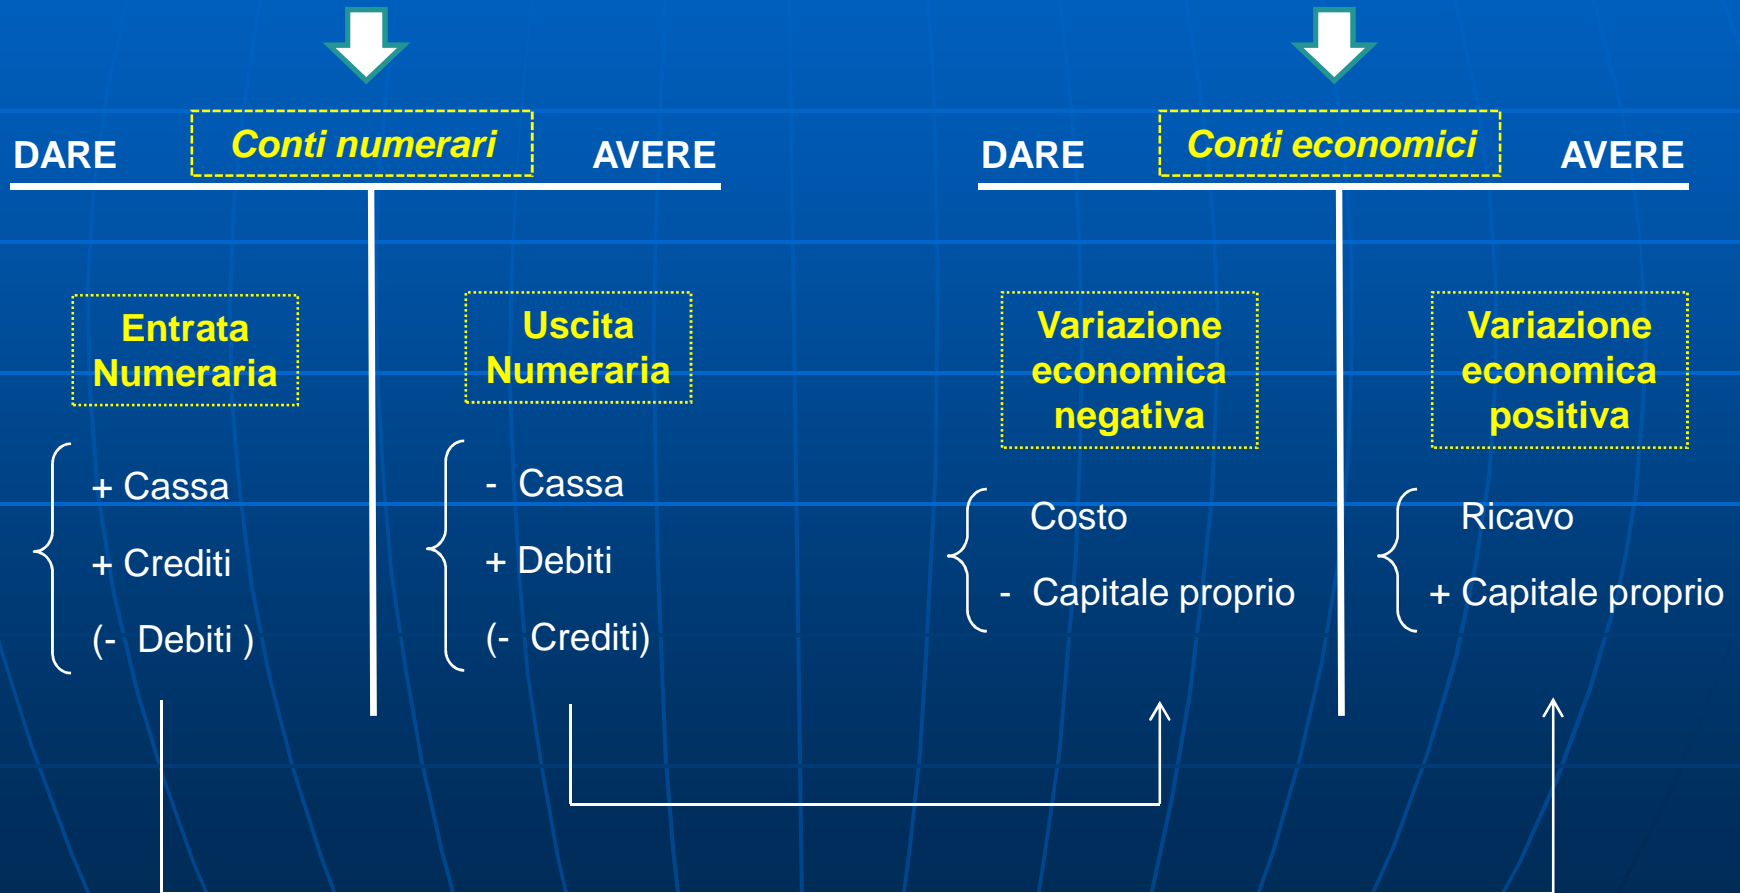 DARE
Conti numerari
AVERE
Entrata
Numeraria
+ Cassa
+ Crediti
(- Debiti )
Uscita
Numeraria
- Cassa
+ Debiti
(- Crediti)
DARE
Conti economici
AVERE
Variazione
economica
negativa
Costo
- Capitale proprio
Variazione
economica
positiva
Ricavo
+ Capitale proprio